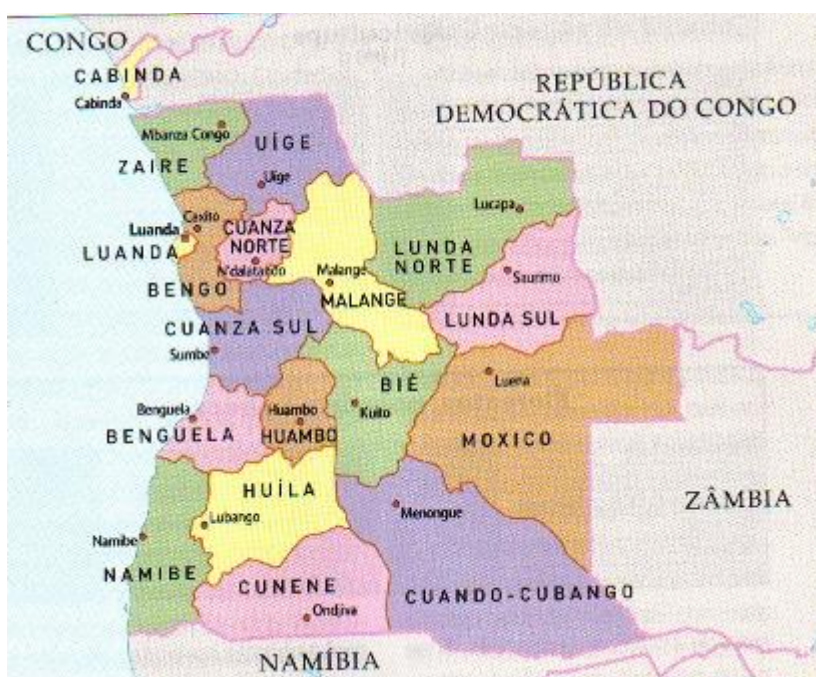 CONGO
CABINDA
Cabinda
REPÚBLICA
DEMOCRÁTICA DO CONGO
Mbanza Congo
UÍGE
ZAIRE
Uíge
Lucapa
Caxito
CUANZA
NORTE
Luanda
LUANDA
LUNDA
NORTE
N'dalatando
Malange
Saurimo
BENGO
MALANGE
LUNDA SUL
CUANZA SUL
Sumbe
BIÉ
Luena
Benguela
Huambo
Kuito
BENGUELA
HUAMBO
MOXICO
HUÍLA
ZÂMBIA
Menongue
Lubango
Namibe
NAMIBE
CUNENE
CUANDO-CUBANGO
Ondjiva
NAMÍBIA